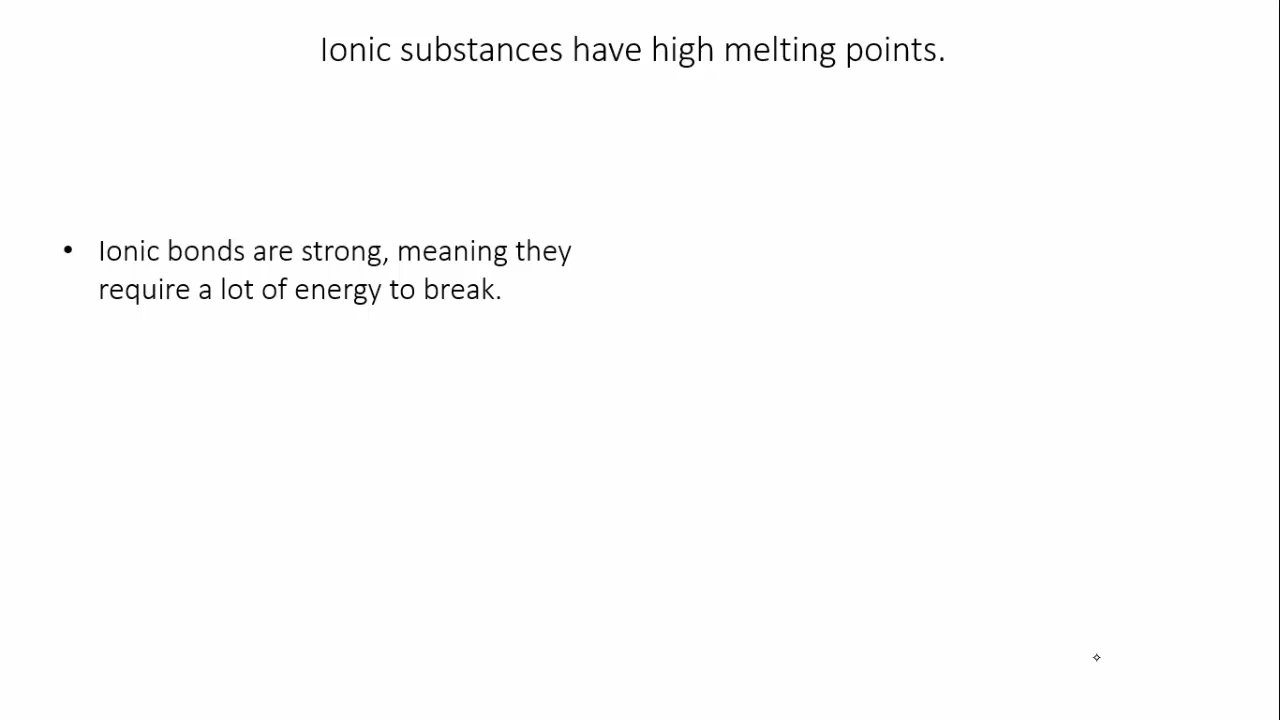 Ionic substances have high melting points.
• Ionic bonds are strong, meaning they
require a lot of energy to break.